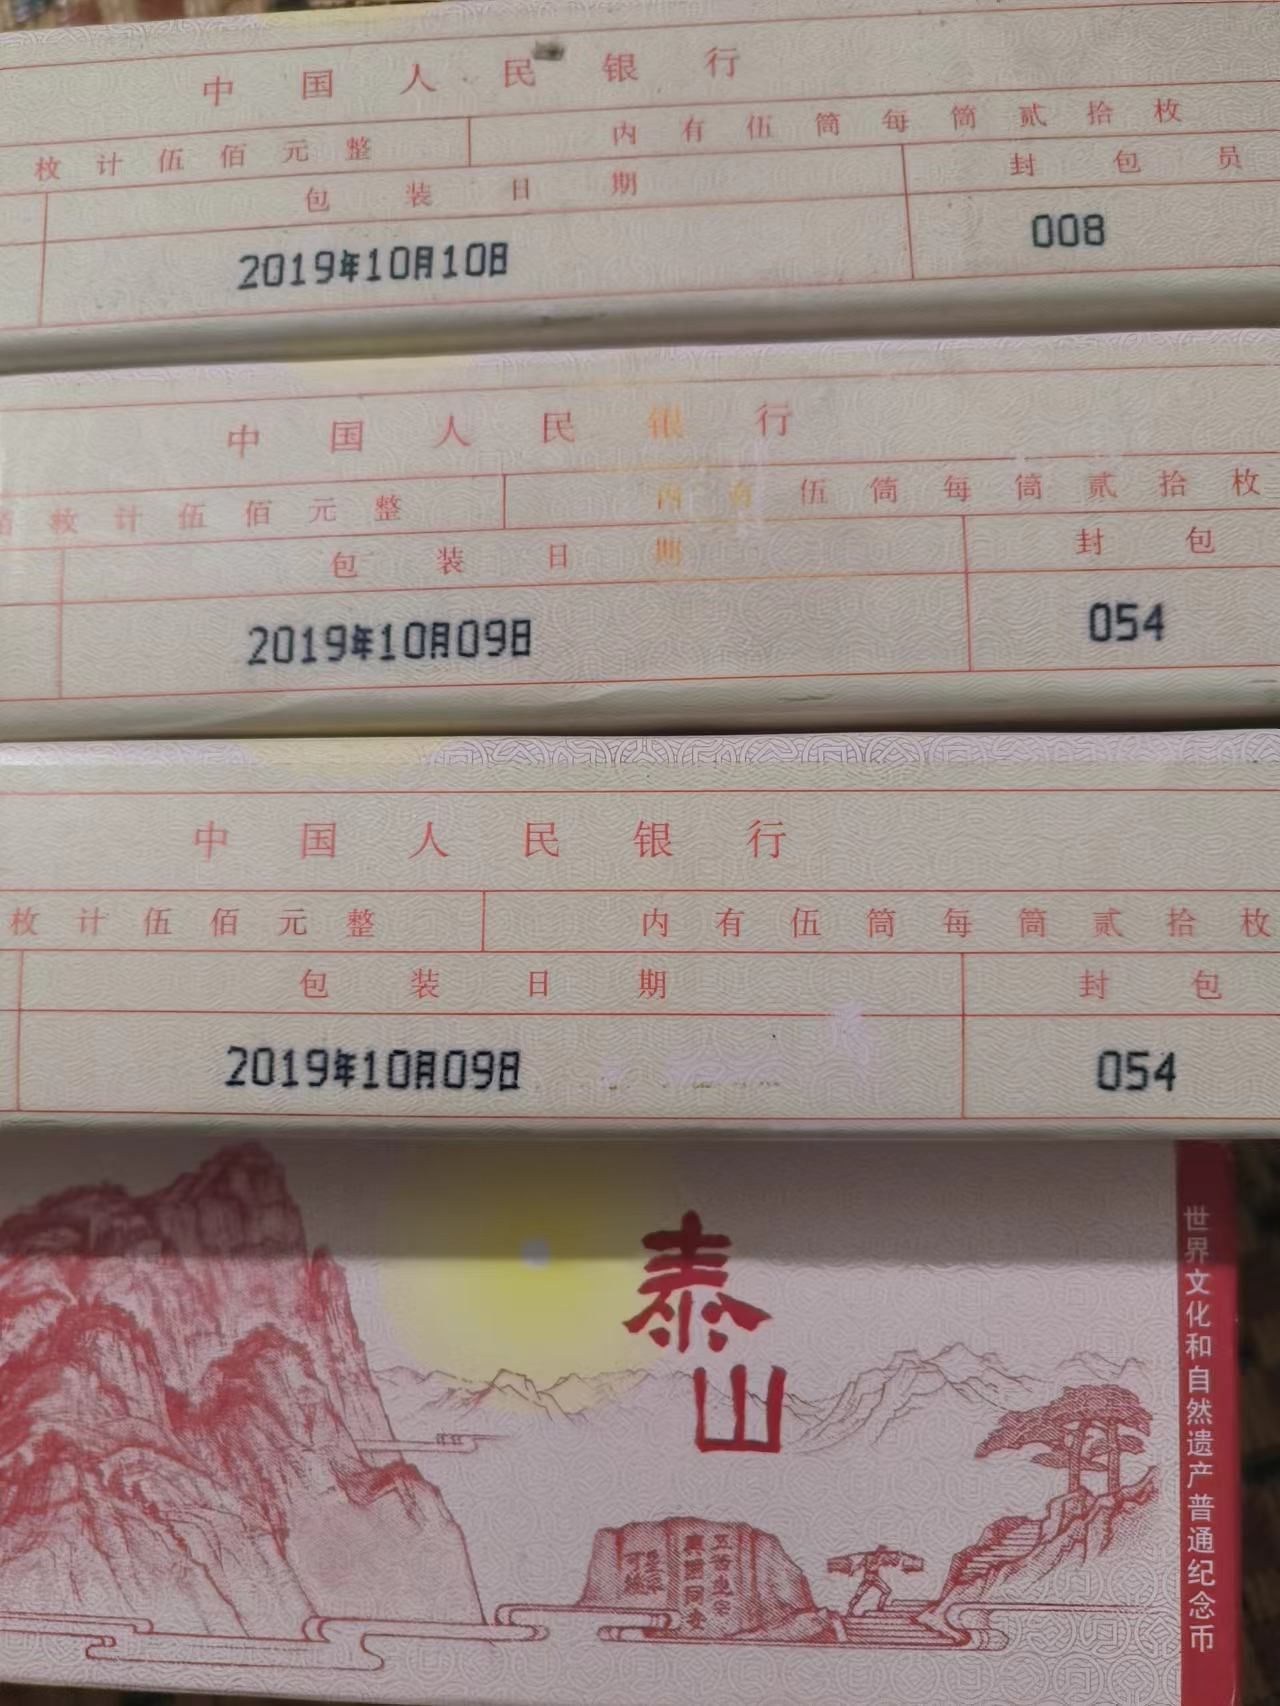 中国人民银行
枚计伍佰元整 内有伍筒每筒贰拾枚
包装日期 封包员
2019年10月10日 008
中国人民银行
枚计伍佰元整 内有伍筒每筒贰拾枚
包装日期 封包
2019年10月09日 054
中国人民银行
枚计伍佰元整 内有伍筒每筒贰拾枚
包装日期 封包
2019年10月09日 054
泰山
世界文化和自然遗产普通纪念币
五岳独宗